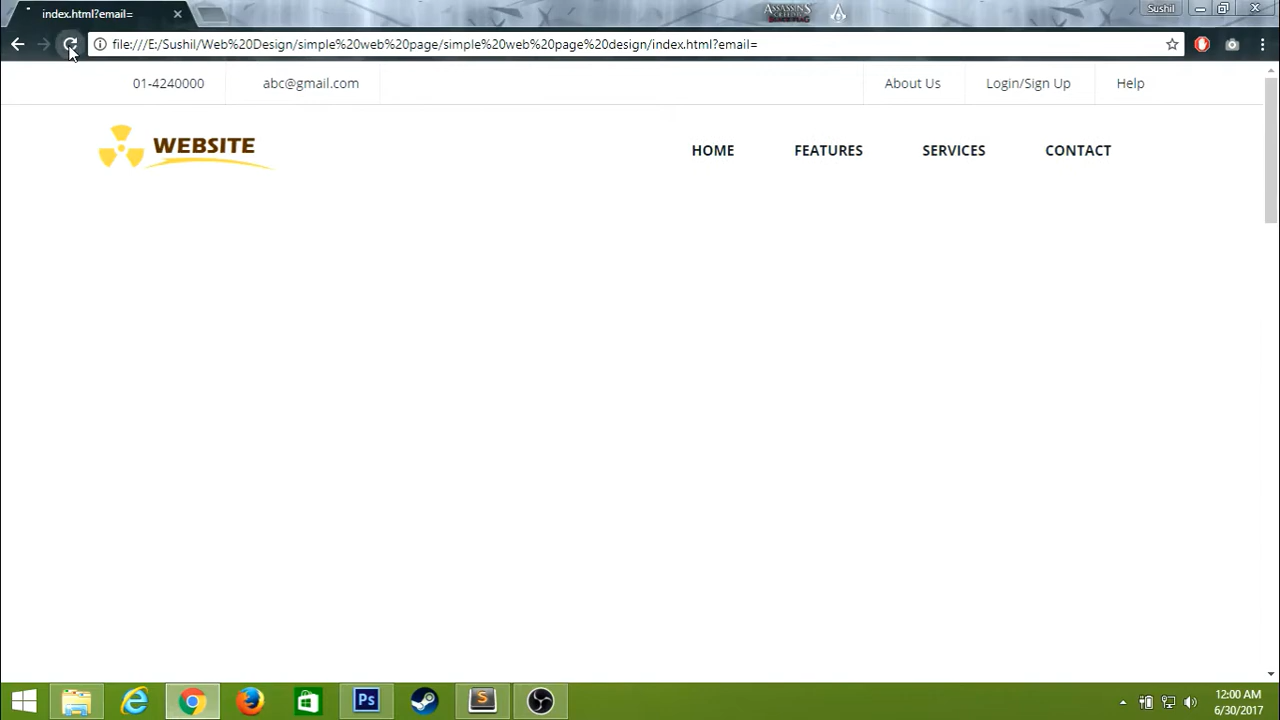 index.html?email=
ASSASSIN'S
Sushil
file:///E:/Sushil/Web%20Design/simple%20web%20page/simple%20web%20page%20design/index.html?email=
01-4240000
abc@gmail.com
About Us
Login/Sign Up
Help
WEBSITE
HOME
FEATURES
SERVICES
CONTACT
Ps
S
12:00 AM
6/30/2017